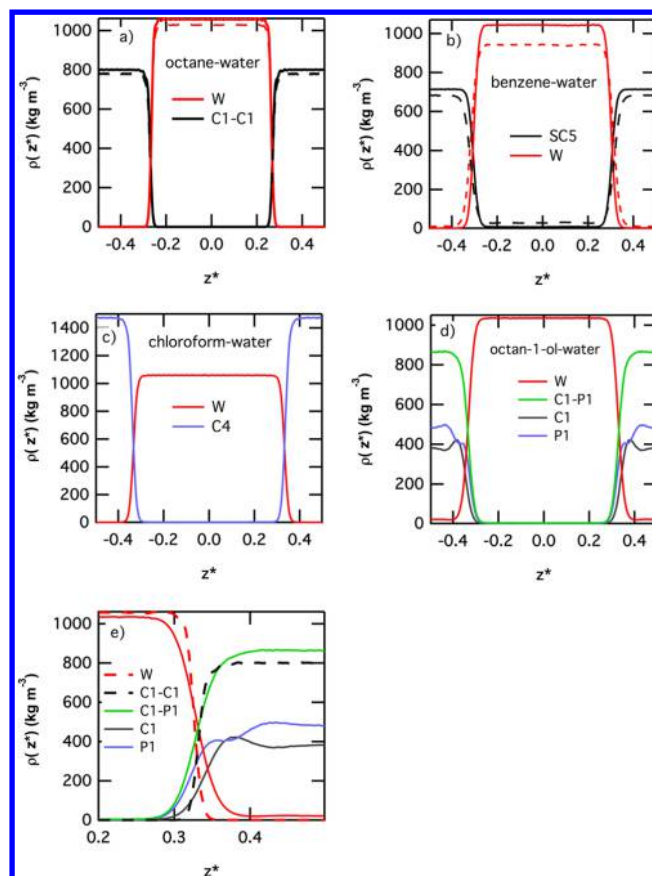 a)
octane-water
W
C1-C1
ρ(z*) (kg m-3)
1000
800
600
400
200
0
-0.4 -0.2 0.0 0.2 0.4
z*
b)
benzene-water
SC5
W
ρ(z*) (kg m-3)
1000
800
600
400
200
0
-0.4 -0.2 0.0 0.2 0.4
z*
c)
chloroform-water
W
C4
ρ(z*) (kg m-3)
1400
1200
1000
800
600
400
200
0
-0.4 -0.2 0.0 0.2 0.4
z*
d)
octan-1-ol-water
W
C1-P1
C1
P1
ρ(z*) (kg m-3)
1000
800
600
400
200
0
-0.4 -0.2 0.0 0.2 0.4
z*
e)
W
C1-C1
C1-P1
C1
P1
ρ(z*) (kg m-3)
1000
800
600
400
200
0
0.2 0.3 0.4
z*